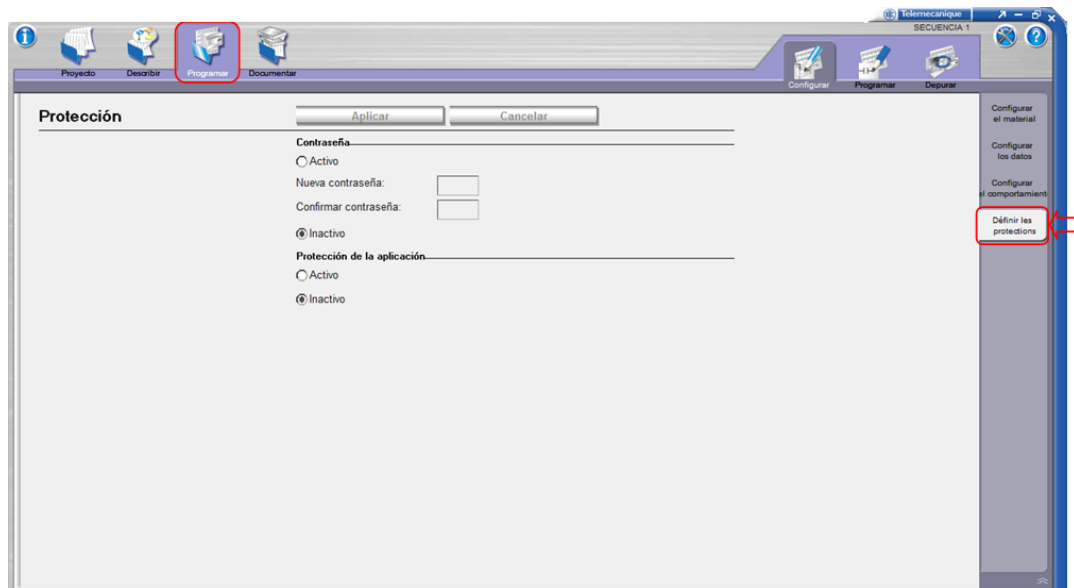 Telemecanique
SECUENCIA 1
Proyecto
Describir
Programar
Documentar
Configurar
Programar
Depurar
Protección
Aplicar
Cancelar
Contraseña
Activo
Nueva contraseña:
Confirmar contraseña:
Inactivo
Protección de la aplicación
Activo
Inactivo
Configurar
el material
Configurar
los datos
Configurar
el comportamient
Définir les
protections